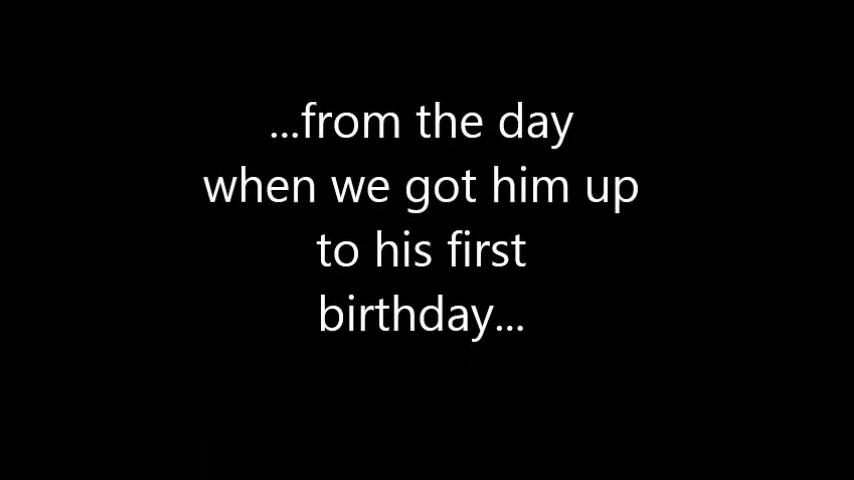 ...from the day
when we got him up
to his first
birthday...